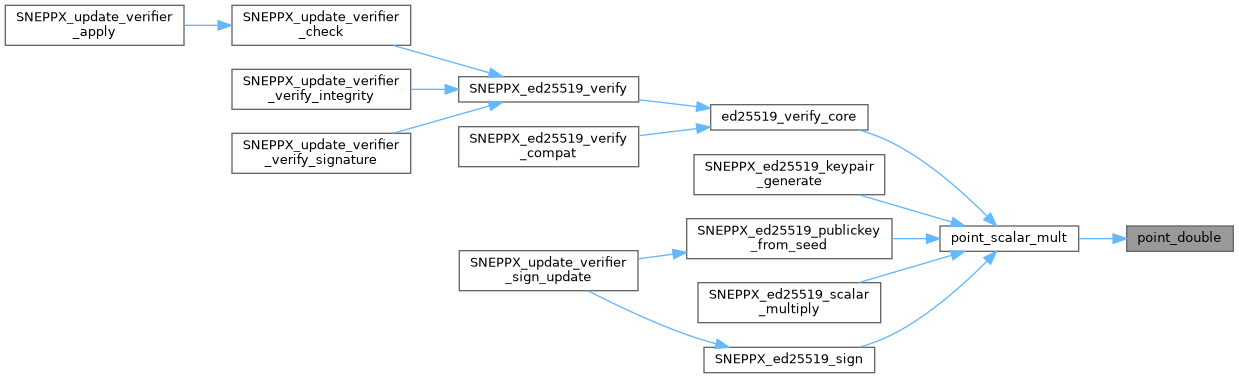 SNEPPX_update_verifier
_apply
SNEPPX_update_verifier
_check
SNEPPX_update_verifier
_verify_integrity
SNEPPX_update_verifier
_verify_signature
SNEPPX_ed25519_verify
SNEPPX_ed25519_verify
_compat
ed25519_verify_core
SNEPPX_ed25519_keypair
_generate
SNEPPX_ed25519_publickey
_from_seed
SNEPPX_update_verifier
_sign_update
SNEPPX_ed25519_scalar
_multiply
SNEPPX_ed25519_sign
point_scalar_mult
point_double